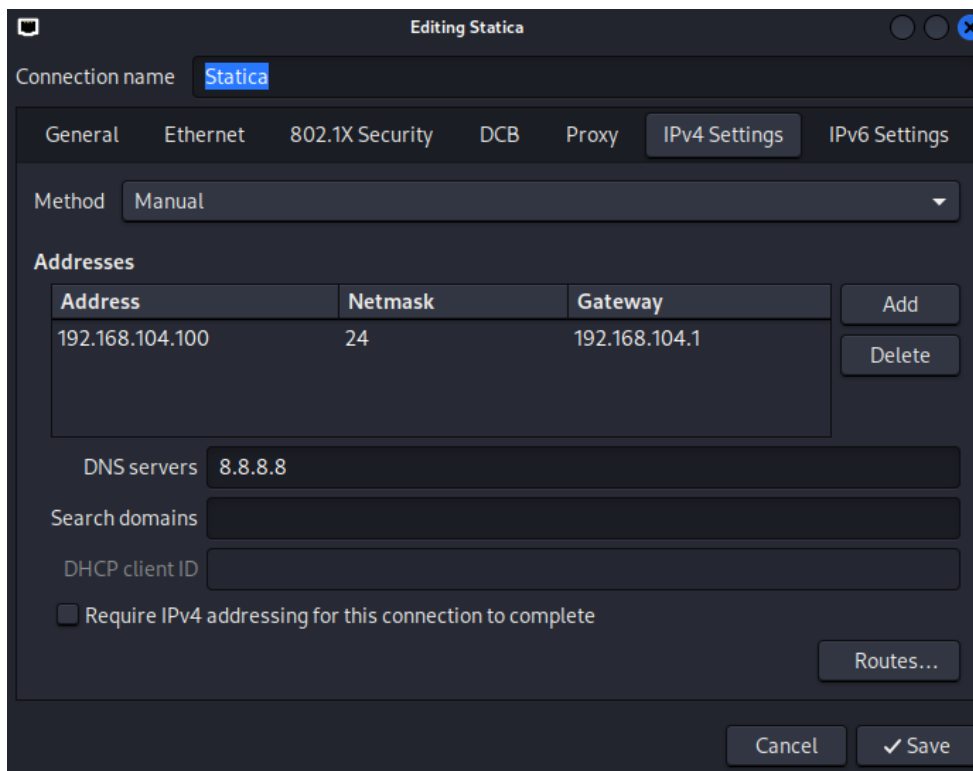 Editing Statica
Connection name Statica
General Ethernet 802.1X Security DCB Proxy IPv4 Settings IPv6 Settings
Method Manual
Addresses
Address Netmask Gateway
192.168.104.100 24 192.168.104.1
Add
Delete
DNS servers 8.8.8.8
Search domains
DHCP client ID
Require IPv4 addressing for this connection to complete
Routes...
Cancel Save